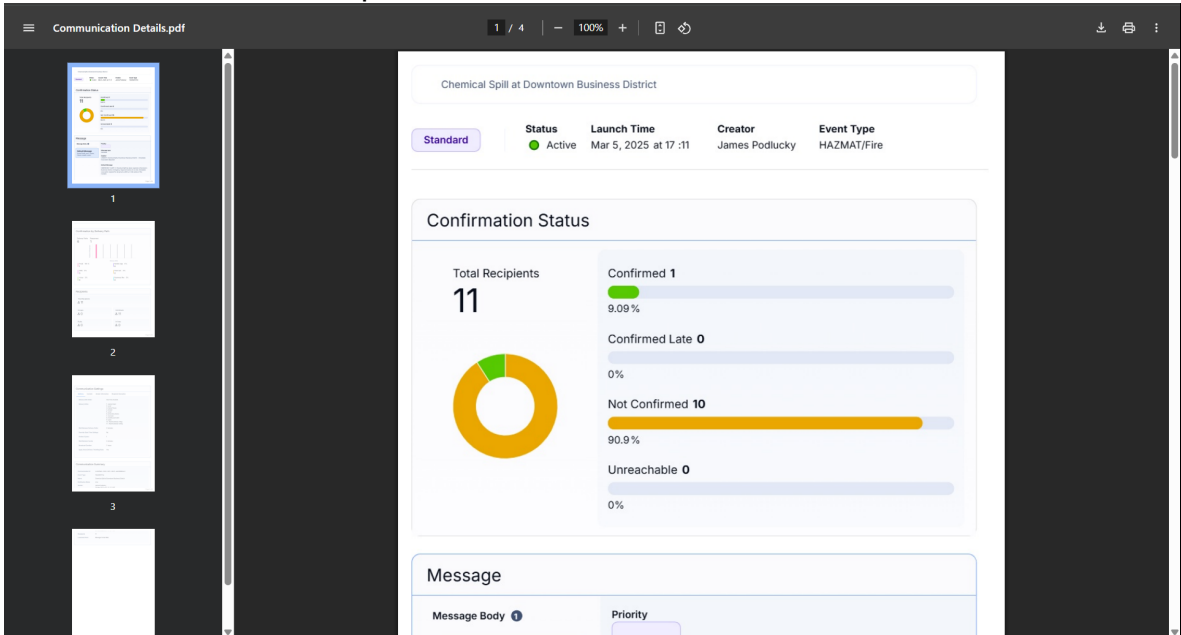 Communication Details.pdf
1 / 4
100%
1
2
3
Chemical Spill at Downtown Business District
Standard
Status
Active
Launch Time
Mar 5, 2025 at 17 :11
Creator
James Podlucky
Event Type
HAZMAT/Fire
Confirmation Status
Total Recipients
11
Confirmed 1
9.09%
Confirmed Late 0
0%
Not Confirmed 10
90.9%
Unreachable 0
0%
Message
Message Body 1
Priority